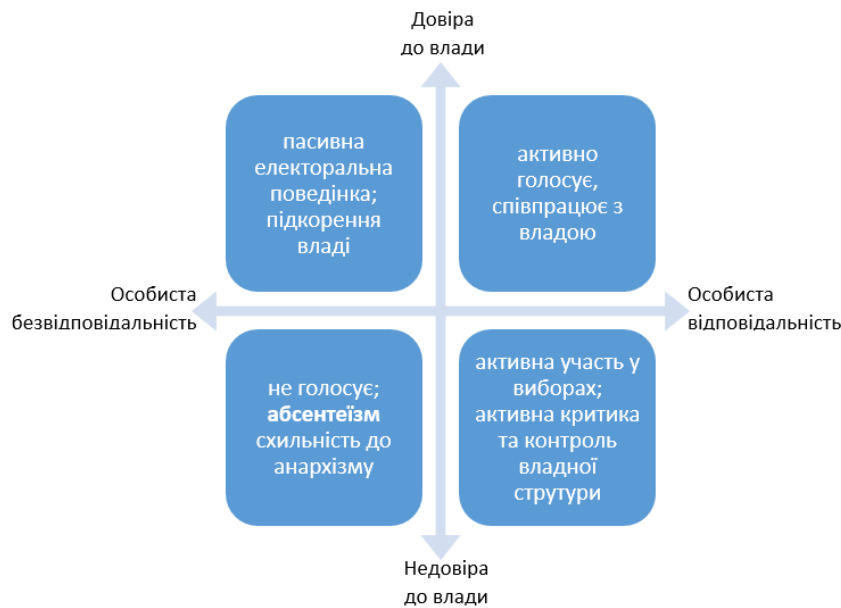 Довіра
до влади
пасивна
електоральна
поведінка;
підкорення
владі
активно
голосує,
співпрацює з
владою
Особиста
безвідповідальність
Особиста
відповідальність
не голосує;
абсентеїзм
схильність до
анархізму
активна участь у
виборах;
активна критика
та контроль
владної
струтури
Недовіра
до влади